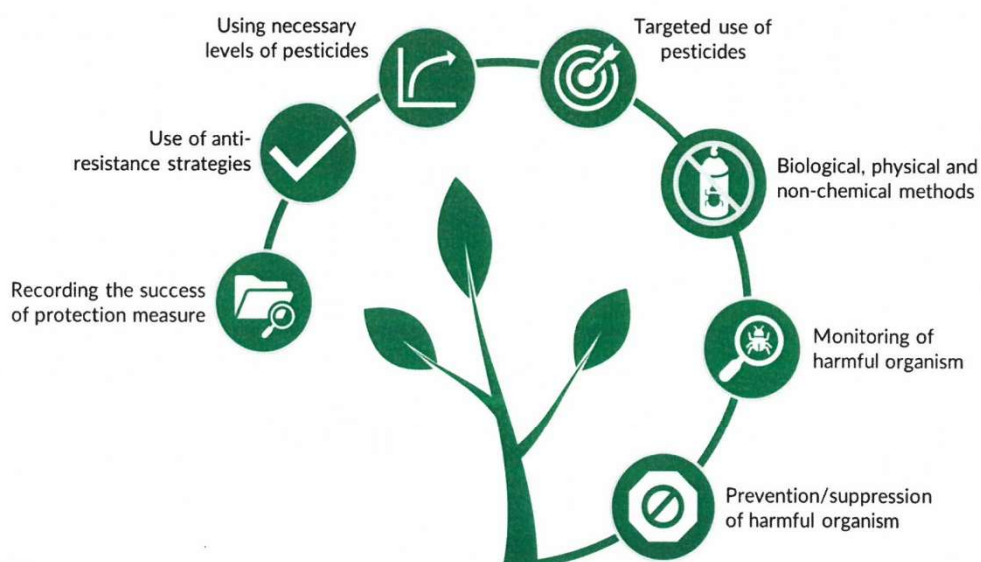 Using necessary
levels of pesticides
Targeted use of
pesticides
Use of anti-
resistance strategies
Biological, physical and
non-chemical methods
Recording the success
of protection measure
Monitoring of
harmful organism
Prevention/suppression
of harmful organism